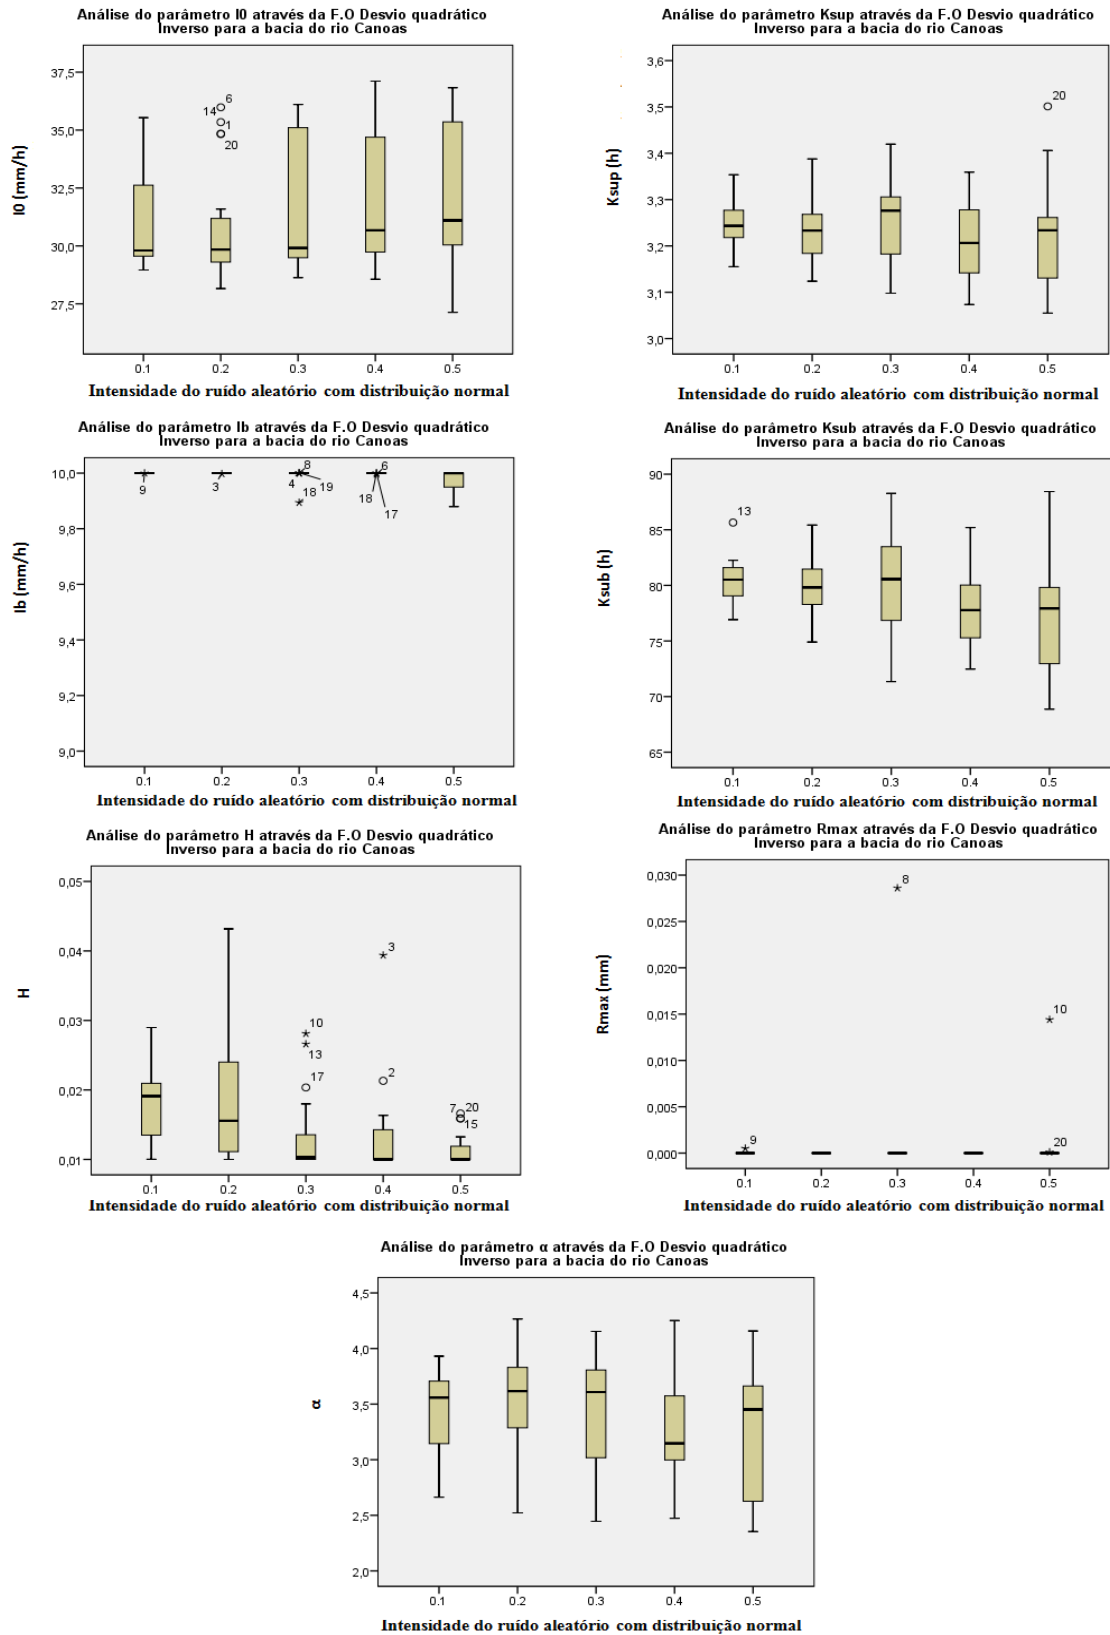 Análise do parâmetro I0 através da F.O Desvio quadrático
Inverso para a bacia do rio Canoas
I0 (mm/h)
37,5
35,0
32,5
30,0
27,5
6
14
1
20
0.1 0.2 0.3 0.4 0.5
Intensidade do ruído aleatório com distribuição normal
Análise do parâmetro Ksup através da F.O Desvio quadrático
Inverso para a bacia do rio Canoas
Ksup (h)
3,6
3,5
3,4
3,3
3,2
3,1
3,0
20
0.1 0.2 0.3 0.4 0.5
Intensidade do ruído aleatório com distribuição normal
Análise do parâmetro Ib através da F.O Desvio quadrático
Inverso para a bacia do rio Canoas
Ib (mm/h)
10,0
9,8
9,6
9,4
9,2
9,0
9
3
8
4
19
18
6
18
17
0.1 0.2 0.3 0.4 0.5
Intensidade do ruído aleatório com distribuição normal
Análise do parâmetro Ksub através da F.O Desvio quadrático
Inverso para a bacia do rio Canoas
Ksub (h)
90
85
80
75
70
65
13
0.1 0.2 0.3 0.4 0.5
Intensidade do ruído aleatório com distribuição normal
Análise do parâmetro H através da F.O Desvio quadrático
Inverso para a bacia do rio Canoas
H
0,05
0,04
0,03
0,02
0,01
10
13
17
3
2
7
20
15
0.1 0.2 0.3 0.4 0.5
Intensidade do ruído aleatório com distribuição normal
Análise do parâmetro Rmax através da F.O Desvio quadrático
Inverso para a bacia do rio Canoas
Rmax (mm)
0,030
0,025
0,020
0,015
0,010
0,005
0,000
9
8
10
20
0.1 0.2 0.3 0.4 0.5
Intensidade do ruído aleatório com distribuição normal
Análise do parâmetro α através da F.O Desvio quadrático
Inverso para a bacia do rio Canoas
α
4,5
4,0
3,5
3,0
2,5
2,0
0.1 0.2 0.3 0.4 0.5
Intensidade do ruído aleatório com distribuição normal